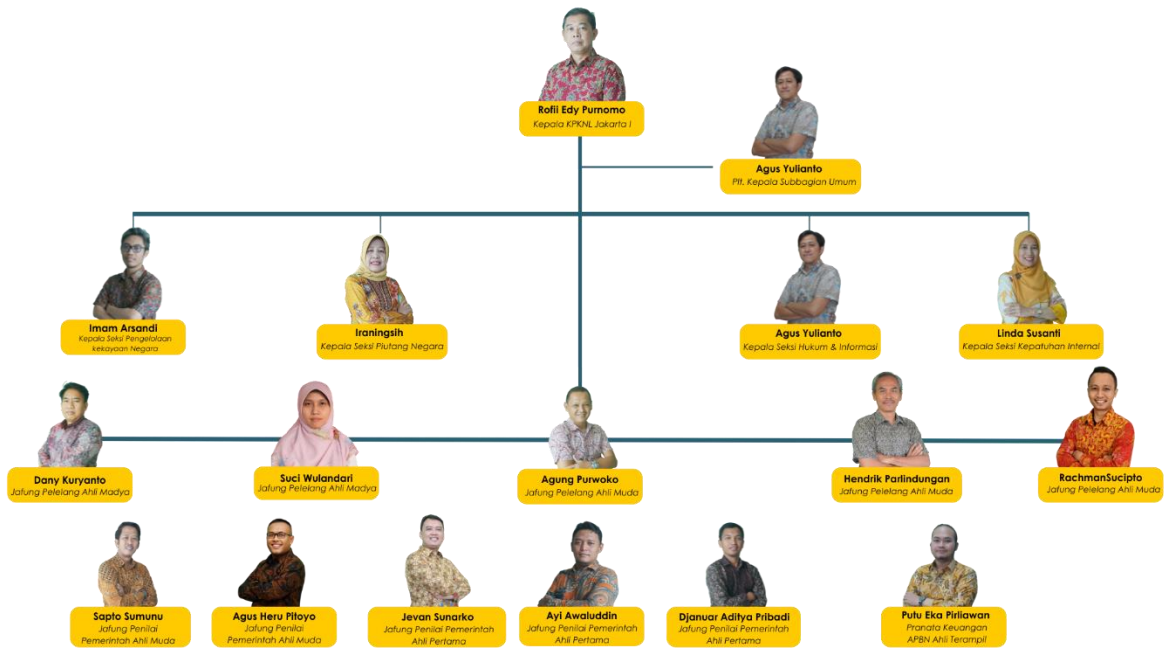 Rofii Edy Purnomo
Kepala KPKNL Jakarta I
Agus Yulianto
Plt. Kepala Subbagian Umum
Imam Arsandi
Kepala Seksi Pengelolaan
kekayaan Negara
Iraningsih
Kepala Seksi Piutang Negara
Agus Yulianto
Kepala Seksi Hukum & Informasi
Linda Susanti
Kepala Seksi Kepatuhan Internal
Dany Kuryanto
Jafung Pelelang Ahli Madya
Suci Wulandari
Jafung Pelelang Ahli Madya
Agung Purwoko
Jafung Pelelang Ahli Muda
Hendrik Parlindungan
Jafung Pelelang Ahli Muda
RachmanSucipto
Jafung Pelelang Ahli Muda
Sapto Sumunu
Jafung Penilai
Pemerintah Ahli Muda
Agus Heru Pitoyo
Jafung Penilai
Pemerintah Ahli Muda
Jevan Sunarko
Jafung Penilai Pemerintah
Ahli Pertama
Ayi Awaluddin
Jafung Penilai Pemerintah
Ahli Pertama
Djanuar Aditya Pribadi
Jafung Penilai Pemerintah
Ahli Pertama
Putu Eka Pirliawan
Pranata Keuangan
APBN Ahli Terampil